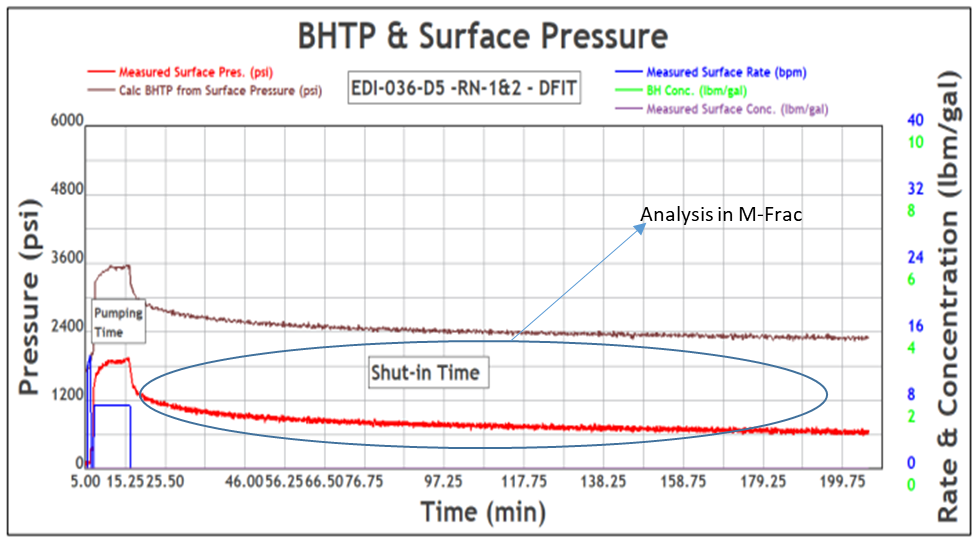 BHTP & Surface Pressure
Measured Surface Pres. (psi)
Calc BHTP from Surface Pressure (psi)
EDI-036-D5 -RN-1&2 - DFIT
Measured Surface Rate (bpm)
BH Conc. (lbm/gal)
Measured Surface Conc. (lbm/gal)
Pressure (psi)
6000
4800
3600
2400
1200
0
Analysis in M-Frac
Pumping
Time
Shut-in Time
40
10
32
8
24
6
16
4
8
2
0
0
Rate & Concentration (lbm/gal)
5.00 15.25 25.50 46.00 56.25 66.50 76.75 97.25 117.75 138.25 158.75 179.25 199.75
Time (min)